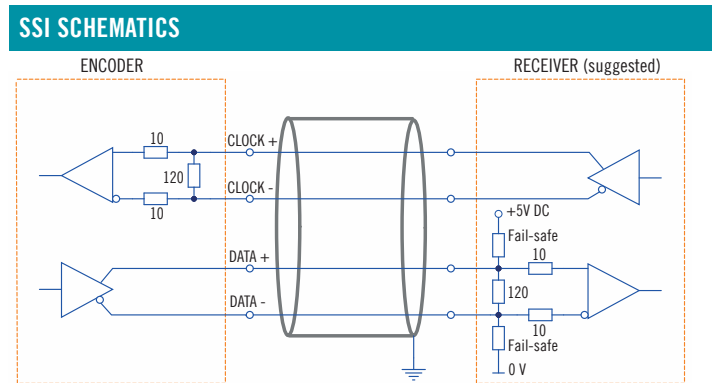 SSI SCHEMATICS
ENCODER
RECEIVER (suggested)
10
CLOCK +
120
CLOCK -
10
+5V DC
Fail-safe
DATA +
10
120
DATA -
10
Fail-safe
0 V